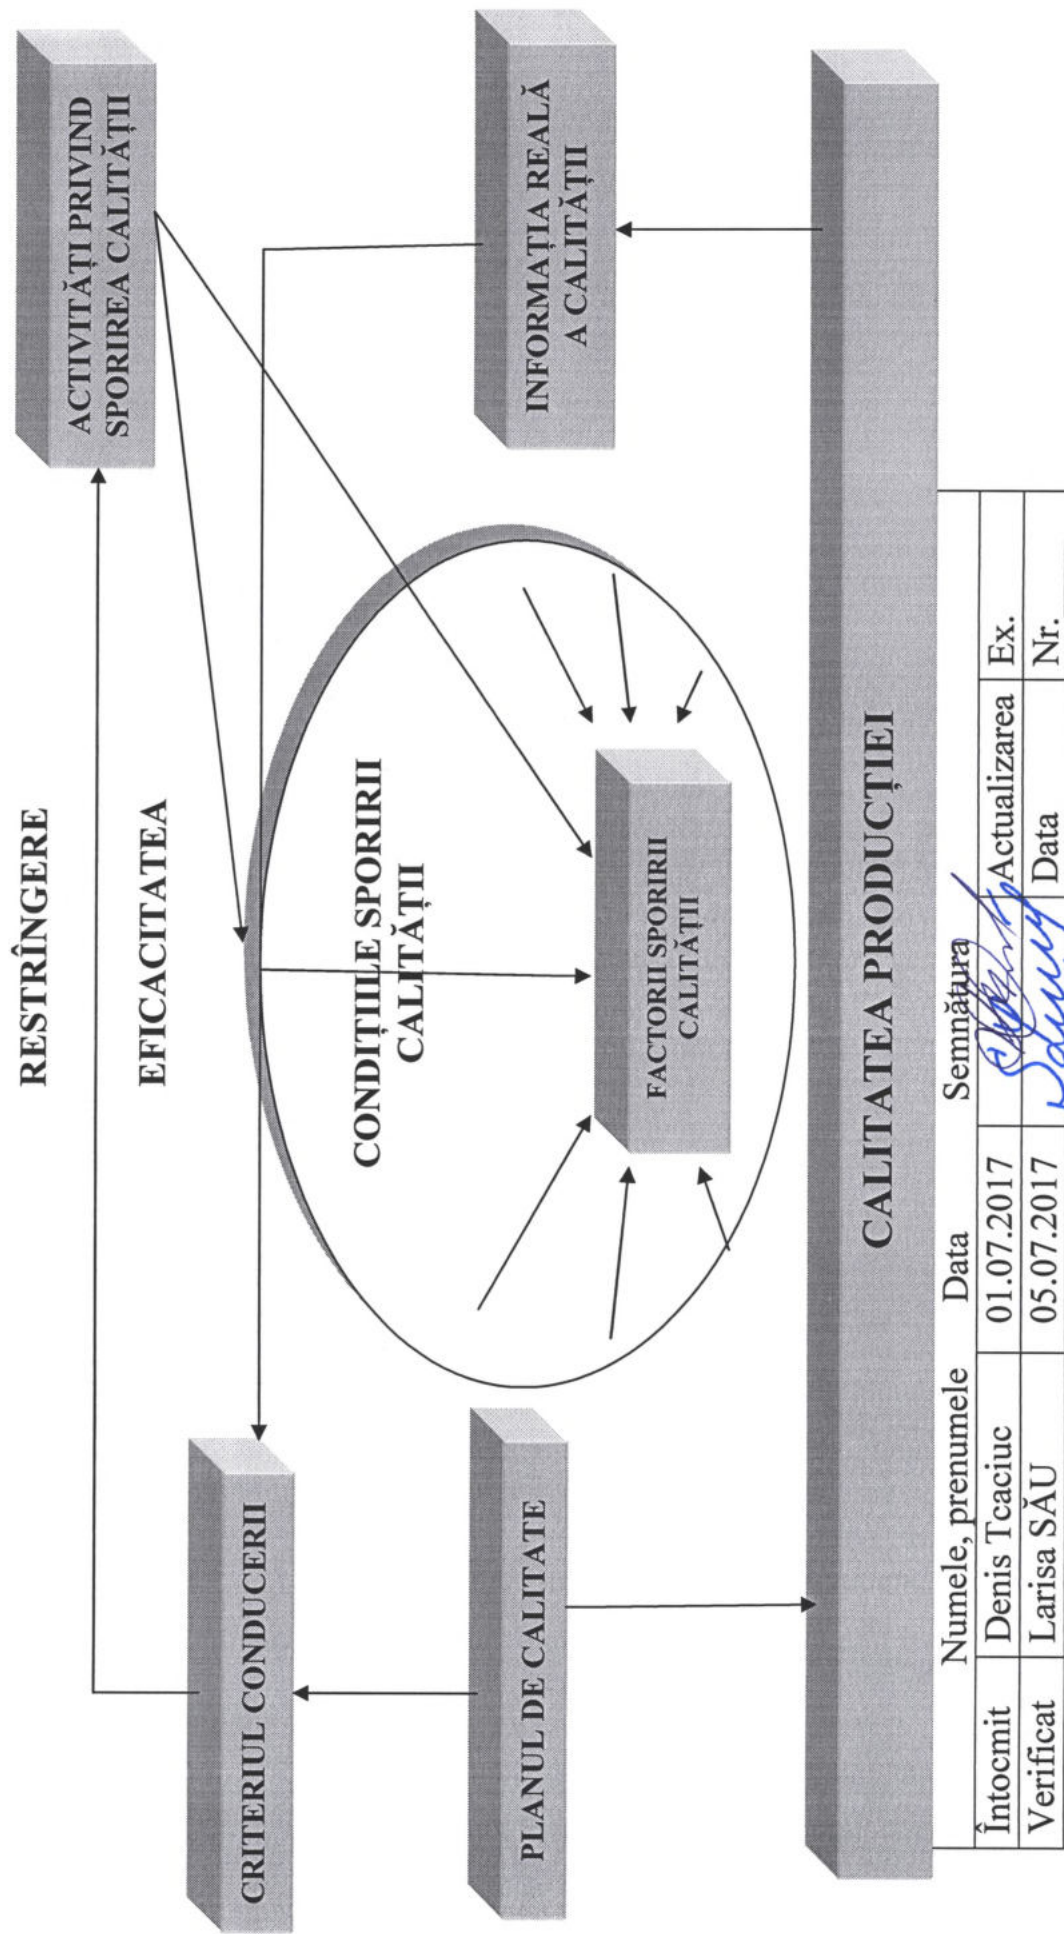 RESTRÎNGERE
EFICACITATEA
ACTIVITĂȚI PRIVIND
SPORIREA CALITĂȚII
CRITERIUL CONDUCERII
CONDIȚIILE SPORIRII
CALITĂȚII
PLANUL DE CALITATE
INFORMAȚIA REALĂ
A CALITĂȚII
FACTORII SPORIRII
CALITĂȚII
CALITATEA PRODUCȚIEI
Numele, prenumele Data Semnătura
Întocmit Denis Tcaciuc 01.07.2017 Actualizarea Ex.
Verificat Larisa SĂU 05.07.2017 Data Nr.